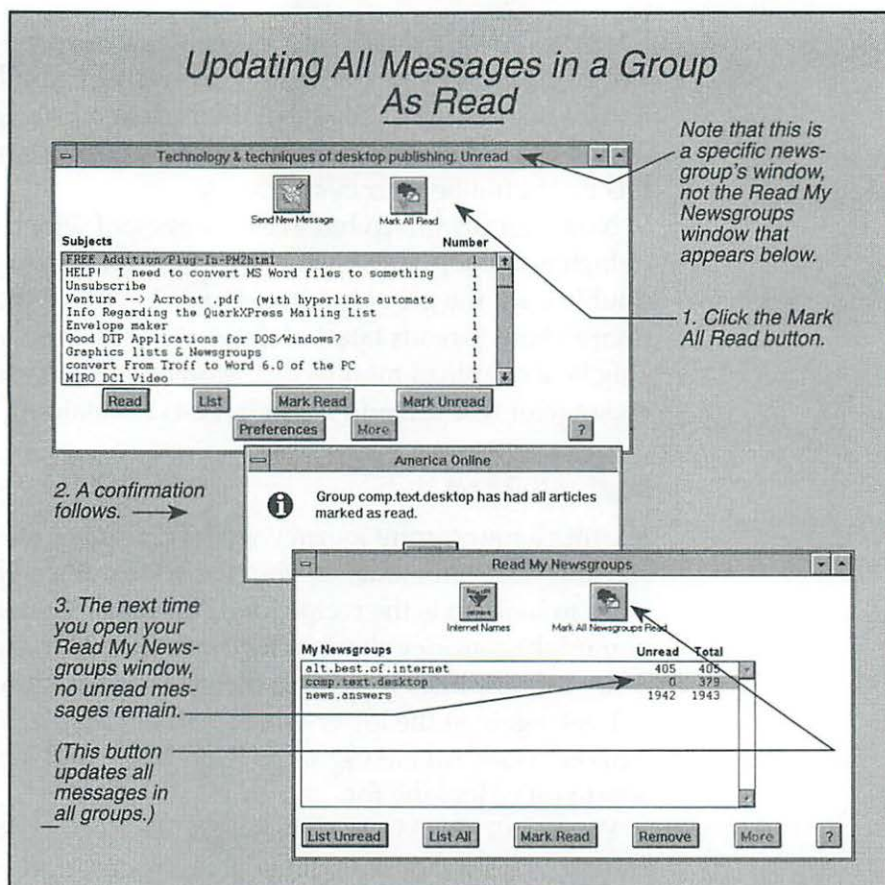 Updating All Messages in a Group
As Read
Note that this is
a specific news-
group's window,
not the Read My
Newsgroups
window that
appears below.
Technology & techniques of desktop publishing. Unread
Send New Message
Mark All Read
Subjects Number
FREE Addition/Plug-In-PM2html 1
HELP! I need to convert MS Word files to something 1
Unsubscribe 1
Ventura --> Acrobat .pdf (with hyperlinks automate 1
Info Regarding the QuarkXPress Mailing List 1
Envelope maker 1
Good DTP Applications for DOS/Windows? 1
Graphics lists & Newsgroups 1
convert From Troff to Word 6.0 of the PC 1
MIRO DC1 Video 1
Read List Mark Read Mark Unread
Preferences More ?
1. Click the Mark
All Read button.
2. A confirmation
follows.
America Online
Group comp.text.desktop has had all articles
marked as read.
3. The next time
you open your
Read My News-
groups window,
no unread mes-
sages remain.
(This button
updates all
messages in
all groups.)
Read My Newsgroups
Internet Names
Mark All Newsgroups Read
My Newsgroups Unread Total
alt.best.of.internet 405 405
comp.text.desktop 0 379
news.answers 1942 1943
List Unread List All Mark Read Remove More ?